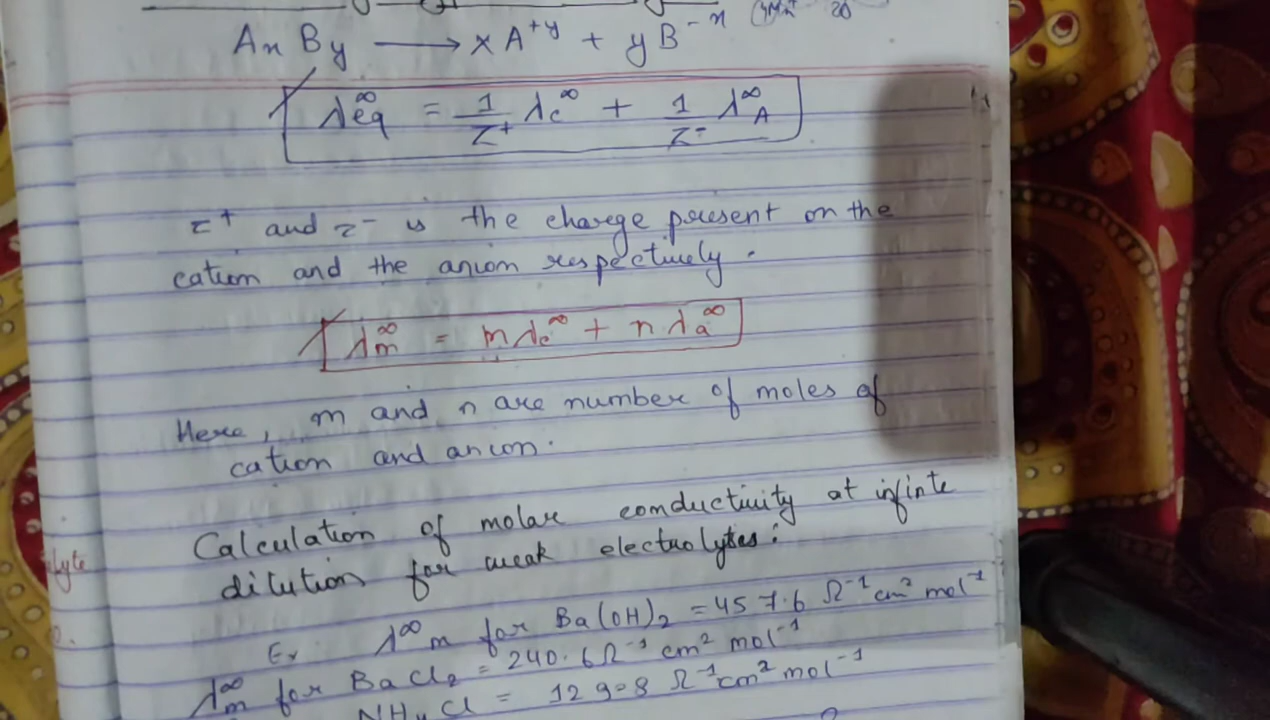 AxBy ⟶ xA⁺ʸ + yB⁻ˣ
λ∞eq = 1/Z⁺ λc∞ + 1/Z⁻ λ∞A
z⁺ and z⁻ is the charge present on the
cation and the anion respectively.
λ∞m = mλc∞ + nλa∞
Here, m and n are number of moles of
cation and anion.
Calculation of molar conductivity at infinte
dilution for weak electrolytes:
Ex λ∞m for Ba(OH)₂ = 457.6 Ω⁻¹ cm² mol⁻¹
λ∞m for BaCl₂ = 240.6 Ω⁻¹ cm² mol⁻¹
NH₄Cl = 129.8 Ω⁻¹ cm² mol⁻¹